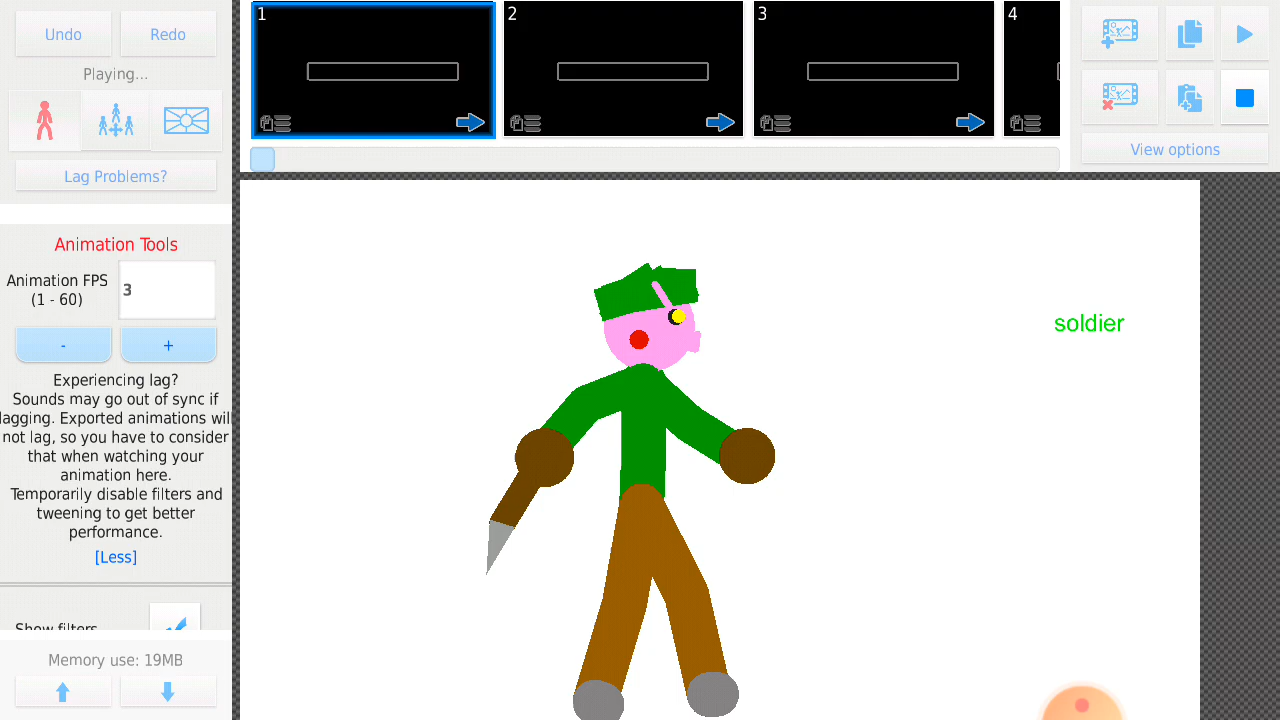 Undo
Redo
Playing...
Lag Problems?
Animation Tools
Animation FPS
(1 - 60)
3
-
+
Experiencing lag?
Sounds may go out of sync if
lagging. Exported animations will
not lag, so you have to consider
that when watching your
animation here.
Temporarily disable filters and
tweening to get better
performance.
[Less]
Show filters
Memory use: 19MB
1
2
3
4
View options
soldier